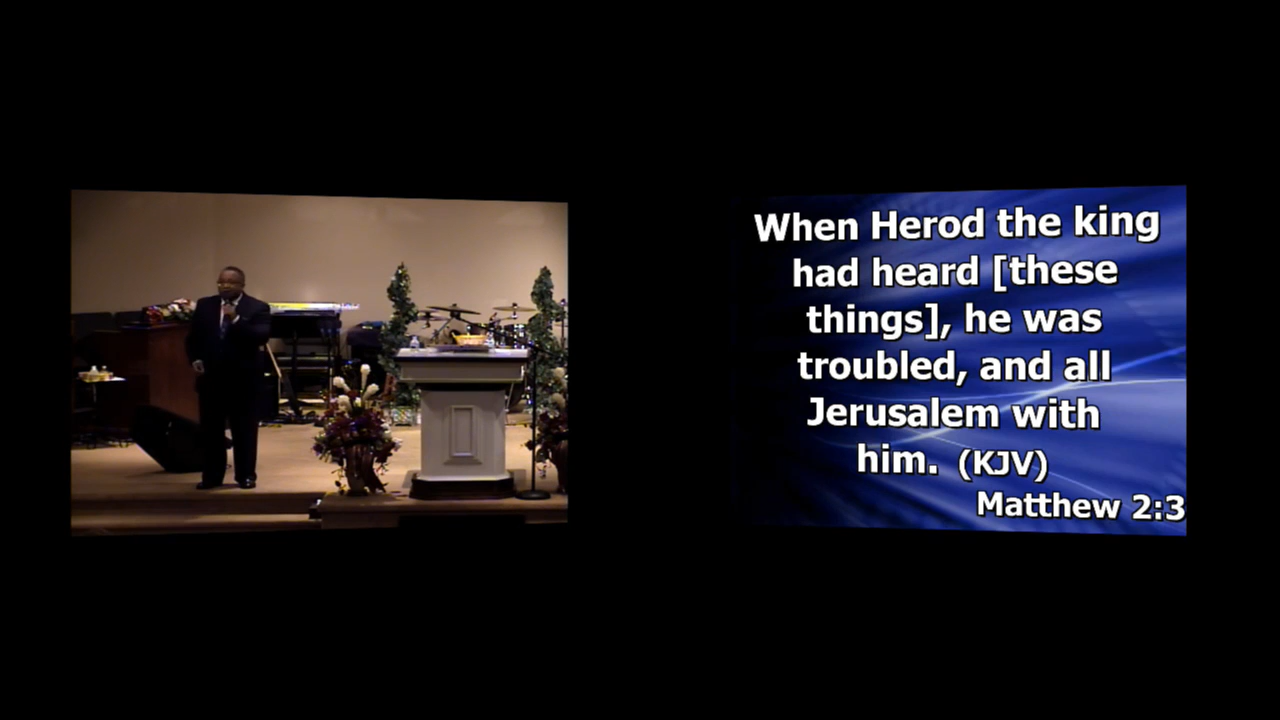 When Herod the king
had heard [these
things], he was
troubled, and all
Jerusalem with
him. (KJV)
Matthew 2:3